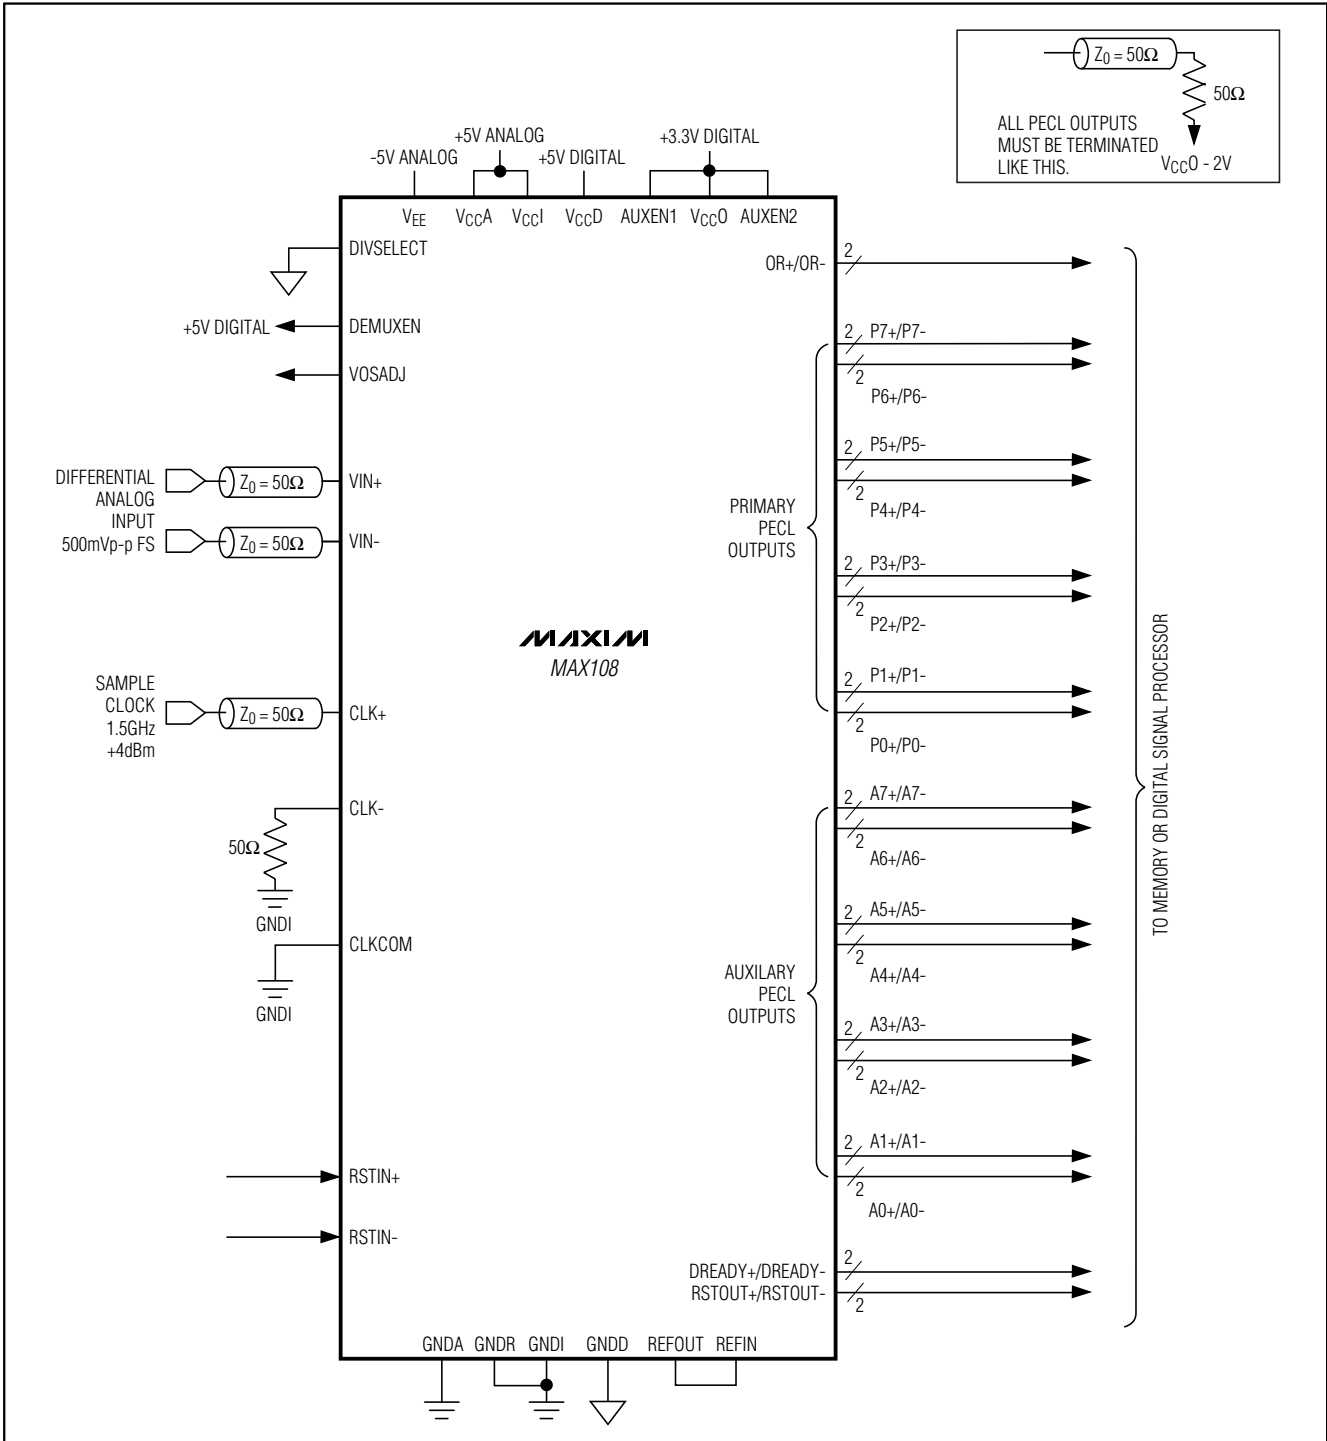 Z0 = 50Ω
50Ω
ALL PECL OUTPUTS
MUST BE TERMINATED
LIKE THIS.
VCCO - 2V
-5V ANALOG
+5V ANALOG
+5V DIGITAL
+3.3V DIGITAL
VEE
VCCA
VCCI
VCCD
AUXEN1
VCCO
AUXEN2
DIVSELECT
+5V DIGITAL
DEMUXEN
VOSADJ
DIFFERENTIAL
ANALOG
INPUT
500mVp-p FS
Z0 = 50Ω
VIN+
Z0 = 50Ω
VIN-
MAXIM
MAX108
SAMPLE
CLOCK
1.5GHz
+4dBm
Z0 = 50Ω
CLK+
CLK-
50Ω
GNDI
CLKCOM
GNDI
RSTIN+
RSTIN-
OR+/OR-
2
2
P7+/P7-
2
P6+/P6-
2
P5+/P5-
2
P4+/P4-
PRIMARY
PECL
OUTPUTS
2
P3+/P3-
2
P2+/P2-
2
P1+/P1-
2
P0+/P0-
2
A7+/A7-
2
A6+/A6-
2
A5+/A5-
2
A4+/A4-
AUXILARY
PECL
OUTPUTS
2
A3+/A3-
2
A2+/A2-
2
A1+/A1-
2
A0+/A0-
DREADY+/DREADY-
2
RSTOUT+/RSTOUT-
2
TO MEMORY OR DIGITAL SIGNAL PROCESSOR
GNDA
GNDR
GNDI
GNDD
REFOUT
REFIN